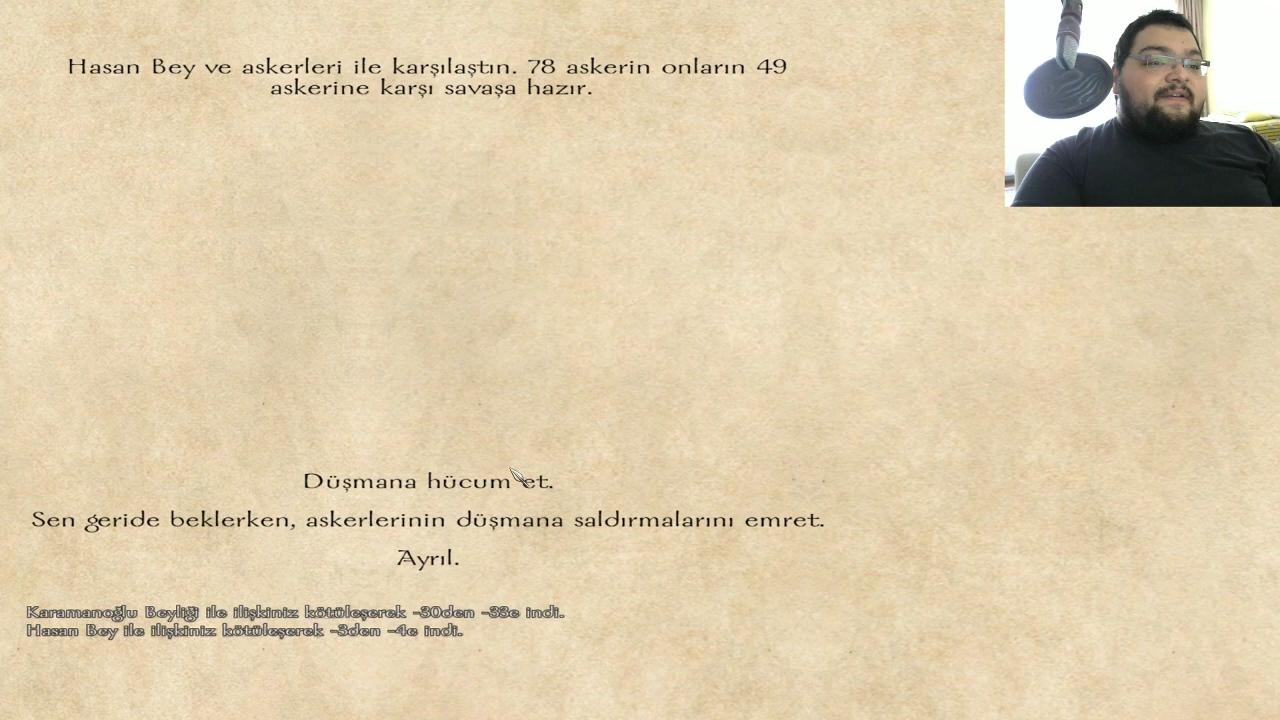 Hasan Bey ve askerleri ile karşılaştın. 78 askerin onların 49
askerine karşı savaşa hazır.
Düşmana hücum et.
Sen geride beklerken, askerlerinin düşmana saldırmalarını emret.
Ayrıl.
Karamanoğlu Beyliği ile ilişkiniz kötüleşerek -30den -33e indi.
Hasan Bey ile ilişkiniz kötüleşerek -3den -4e indi.